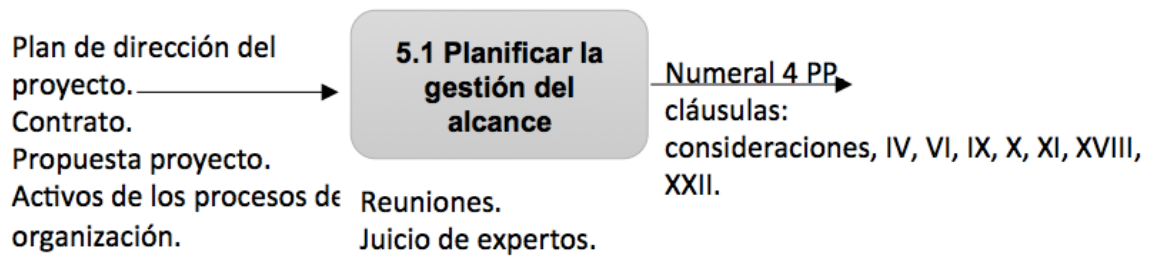 Plan de dirección del
proyecto.
Contrato.
Propuesta proyecto.
Activos de los procesos de
organización.
5.1 Planificar la
gestión del
alcance
Reuniones.
Juicio de expertos.
Numeral 4 PP
cláusulas:
consideraciones, IV, VI, IX, X, XI, XVIII,
XXII.